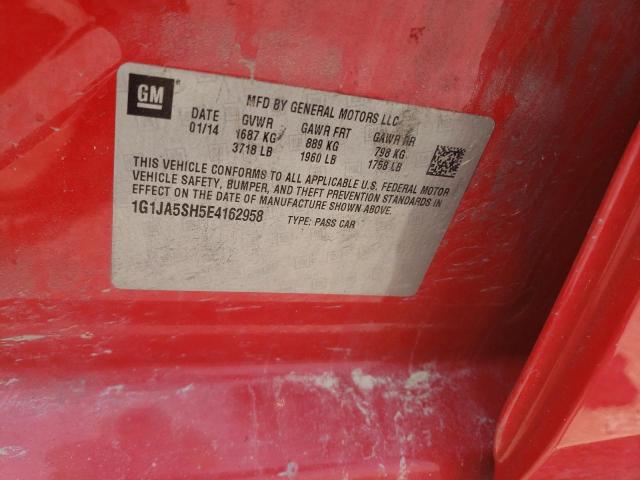 GM
MFD BY GENERAL MOTORS LLC
DATE GVWR GAWR FRT GAWR RR
01/14 1687 KG 889 KG 798 KG
3718 LB 1960 LB 1758 LB
THIS VEHICLE CONFORMS TO ALL APPLICABLE U.S. FEDERAL MOTOR
VEHICLE SAFETY, BUMPER, AND THEFT PREVENTION STANDARDS IN
EFFECT ON THE DATE OF MANUFACTURE SHOWN ABOVE.
1G1JA5SH5E4162958 TYPE: PASS CAR